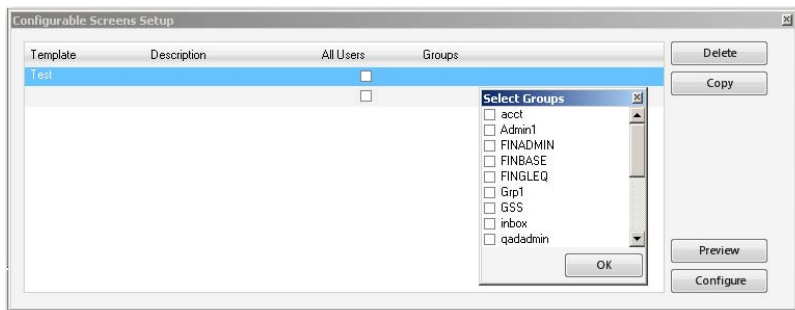 Configurable Screens Setup
Template Description All Users Groups
Test
Delete
Copy
Select Groups
acct
Admin1
FINADMIN
FINBASE
FINGLEQ
Grp1
GSS
inbox
qadadmin
OK
Preview
Configure